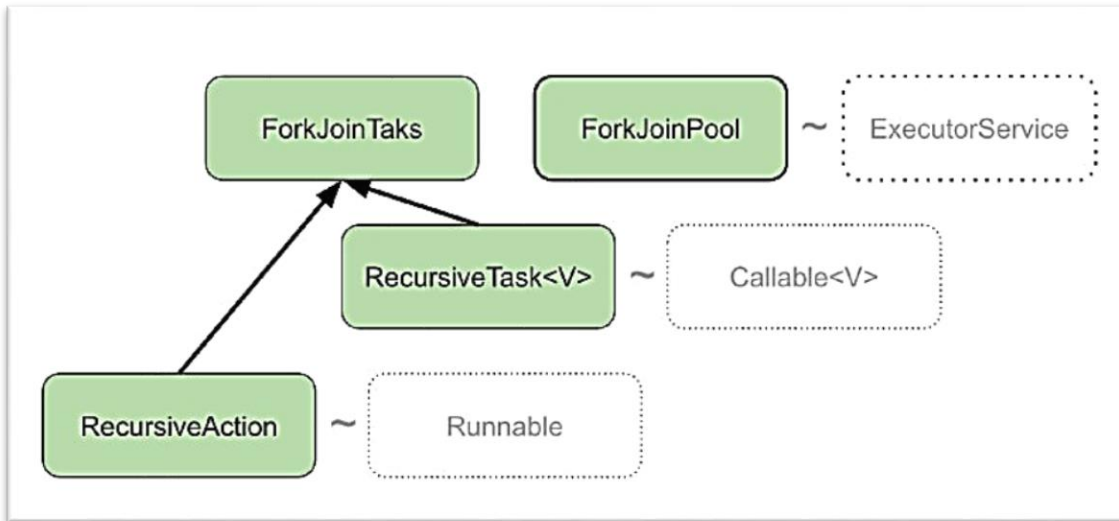 ForkJoinTaks
ForkJoinPool ~ ExecutorService
RecursiveTask<V> ~ Callable<V>
RecursiveAction ~ Runnable